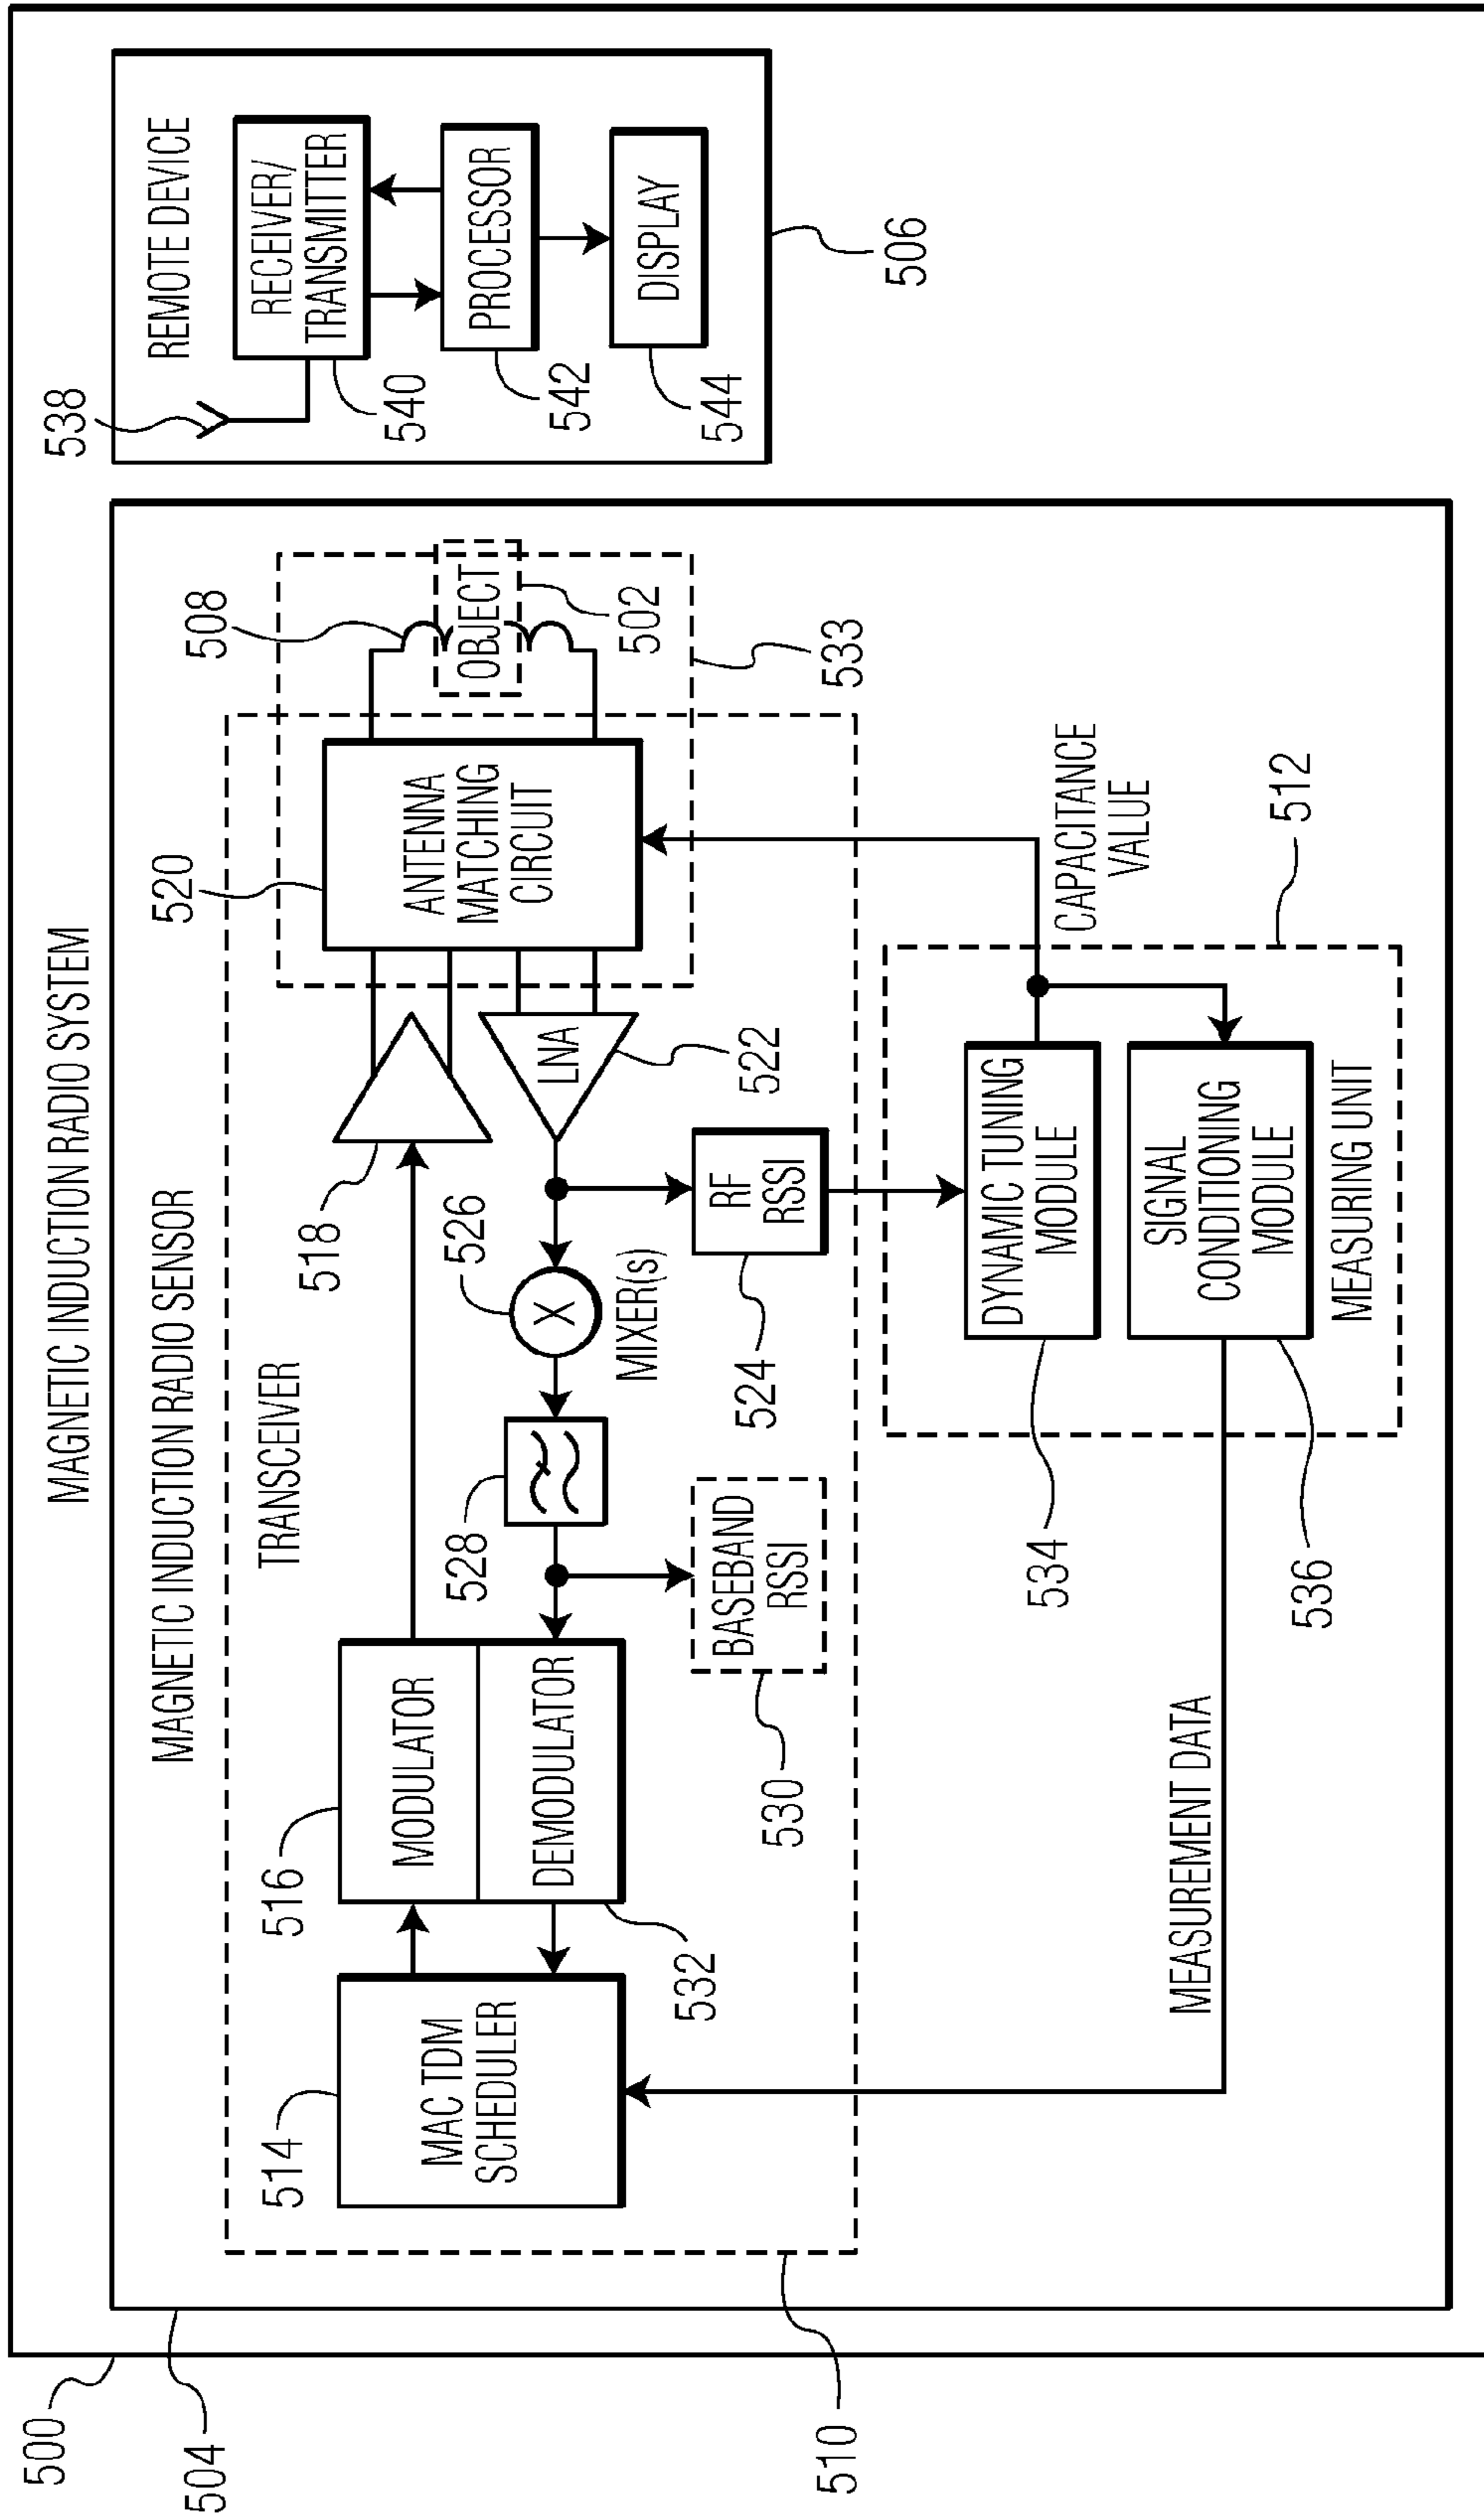 500
MAGNETIC INDUCTION RADIO SYSTEM
504
MAGNETIC INDUCTION RADIO SENSOR
TRANSCEIVER
514
MAC TDM
SCHEDULER
516
MODULATOR
DEMODULATOR
532
528
BASEBAND
RSSI
530
526
X
MIXER(s)
518
LNA
522
RF
RSSI
524
520
ANTENNA
MATCHING
CIRCUIT
508
OBJECT
502
533
510
CAPACITANCE
VALUE
512
DYNAMIC TUNING
MODULE
534
SIGNAL
CONDITIONING
MODULE
536
MEASURING UNIT
MEASUREMENT DATA
538
REMOTE DEVICE
RECEIVER/
TRANSMITTER
540
PROCESSOR
542
DISPLAY
544
506